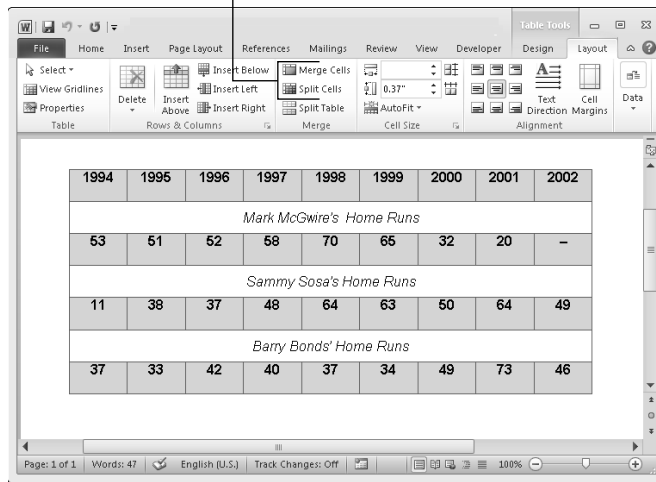 Table Tools
File Home Insert Page Layout References Mailings Review View Developer Design Layout
Select
View Gridlines
Properties
Table
Delete
Insert Above
Insert Below
Insert Left
Insert Right
Rows & Columns
Merge Cells
Split Cells
Split Table
Merge
0.37"
AutoFit
Cell Size
Text Direction
Cell Margins
Alignment
Data
1994 1995 1996 1997 1998 1999 2000 2001 2002
Mark McGwire's Home Runs
53 51 52 58 70 65 32 20 –
Sammy Sosa's Home Runs
11 38 37 48 64 63 50 64 49
Barry Bonds' Home Runs
37 33 42 40 37 34 49 73 46
Page: 1 of 1 Words: 47 English (U.S.) Track Changes: Off 100%